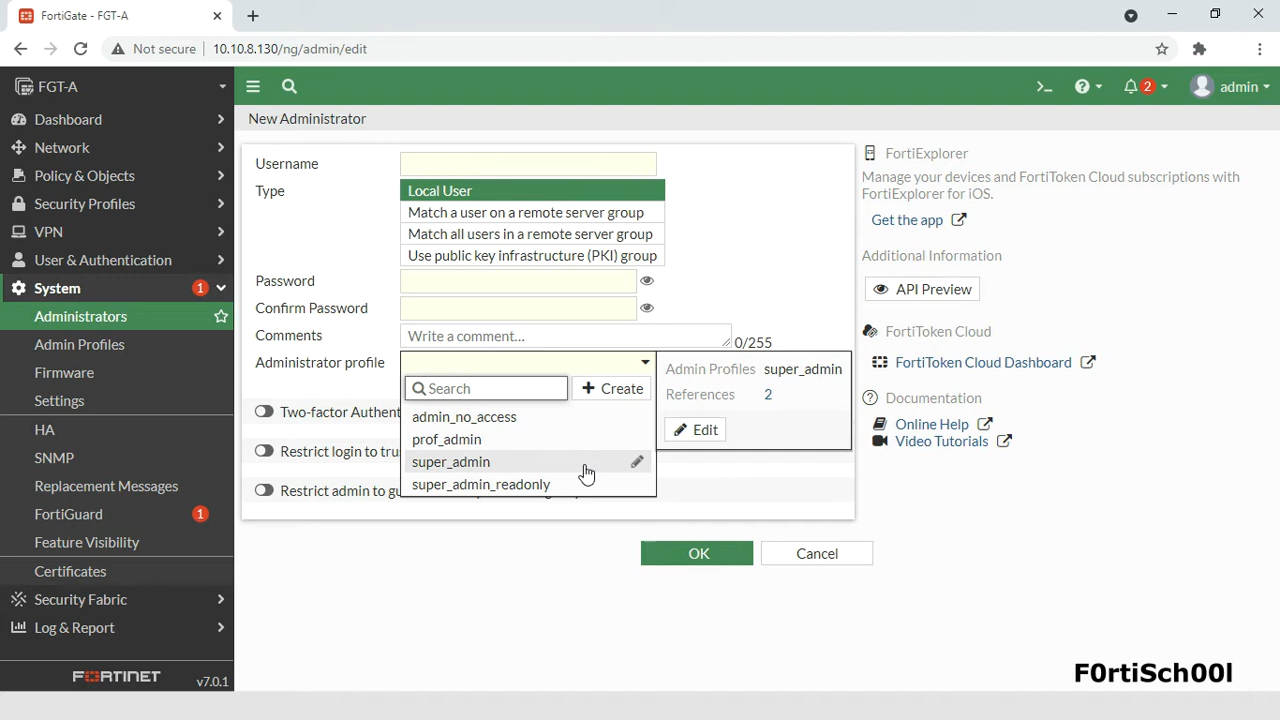 FortiGate - FGT-A
Not secure
10.10.8.130/ng/admin/edit
FGT-A
2
admin
Dashboard
Network
Policy & Objects
Security Profiles
VPN
User & Authentication
System
1
Administrators
Admin Profiles
Firmware
Settings
HA
SNMP
Replacement Messages
FortiGuard
1
Feature Visibility
Certificates
Security Fabric
Log & Report
FORTINET
v7.0.1
New Administrator
Username
Type
Local User
Match a user on a remote server group
Match all users in a remote server group
Use public key infrastructure (PKI) group
Password
Confirm Password
Comments
Write a comment...
0/255
Administrator profile
Search
Create
admin_no_access
prof_admin
super_admin
super_admin_readonly
Admin Profiles super_admin
References 2
Edit
Two-factor Authent
Restrict login to tru
Restrict admin to gu
OK
Cancel
FortiExplorer
Manage your devices and FortiToken Cloud subscriptions with
FortiExplorer for iOS.
Get the app
Additional Information
API Preview
FortiToken Cloud
FortiToken Cloud Dashboard
Documentation
Online Help
Video Tutorials
F0rtiSch00l